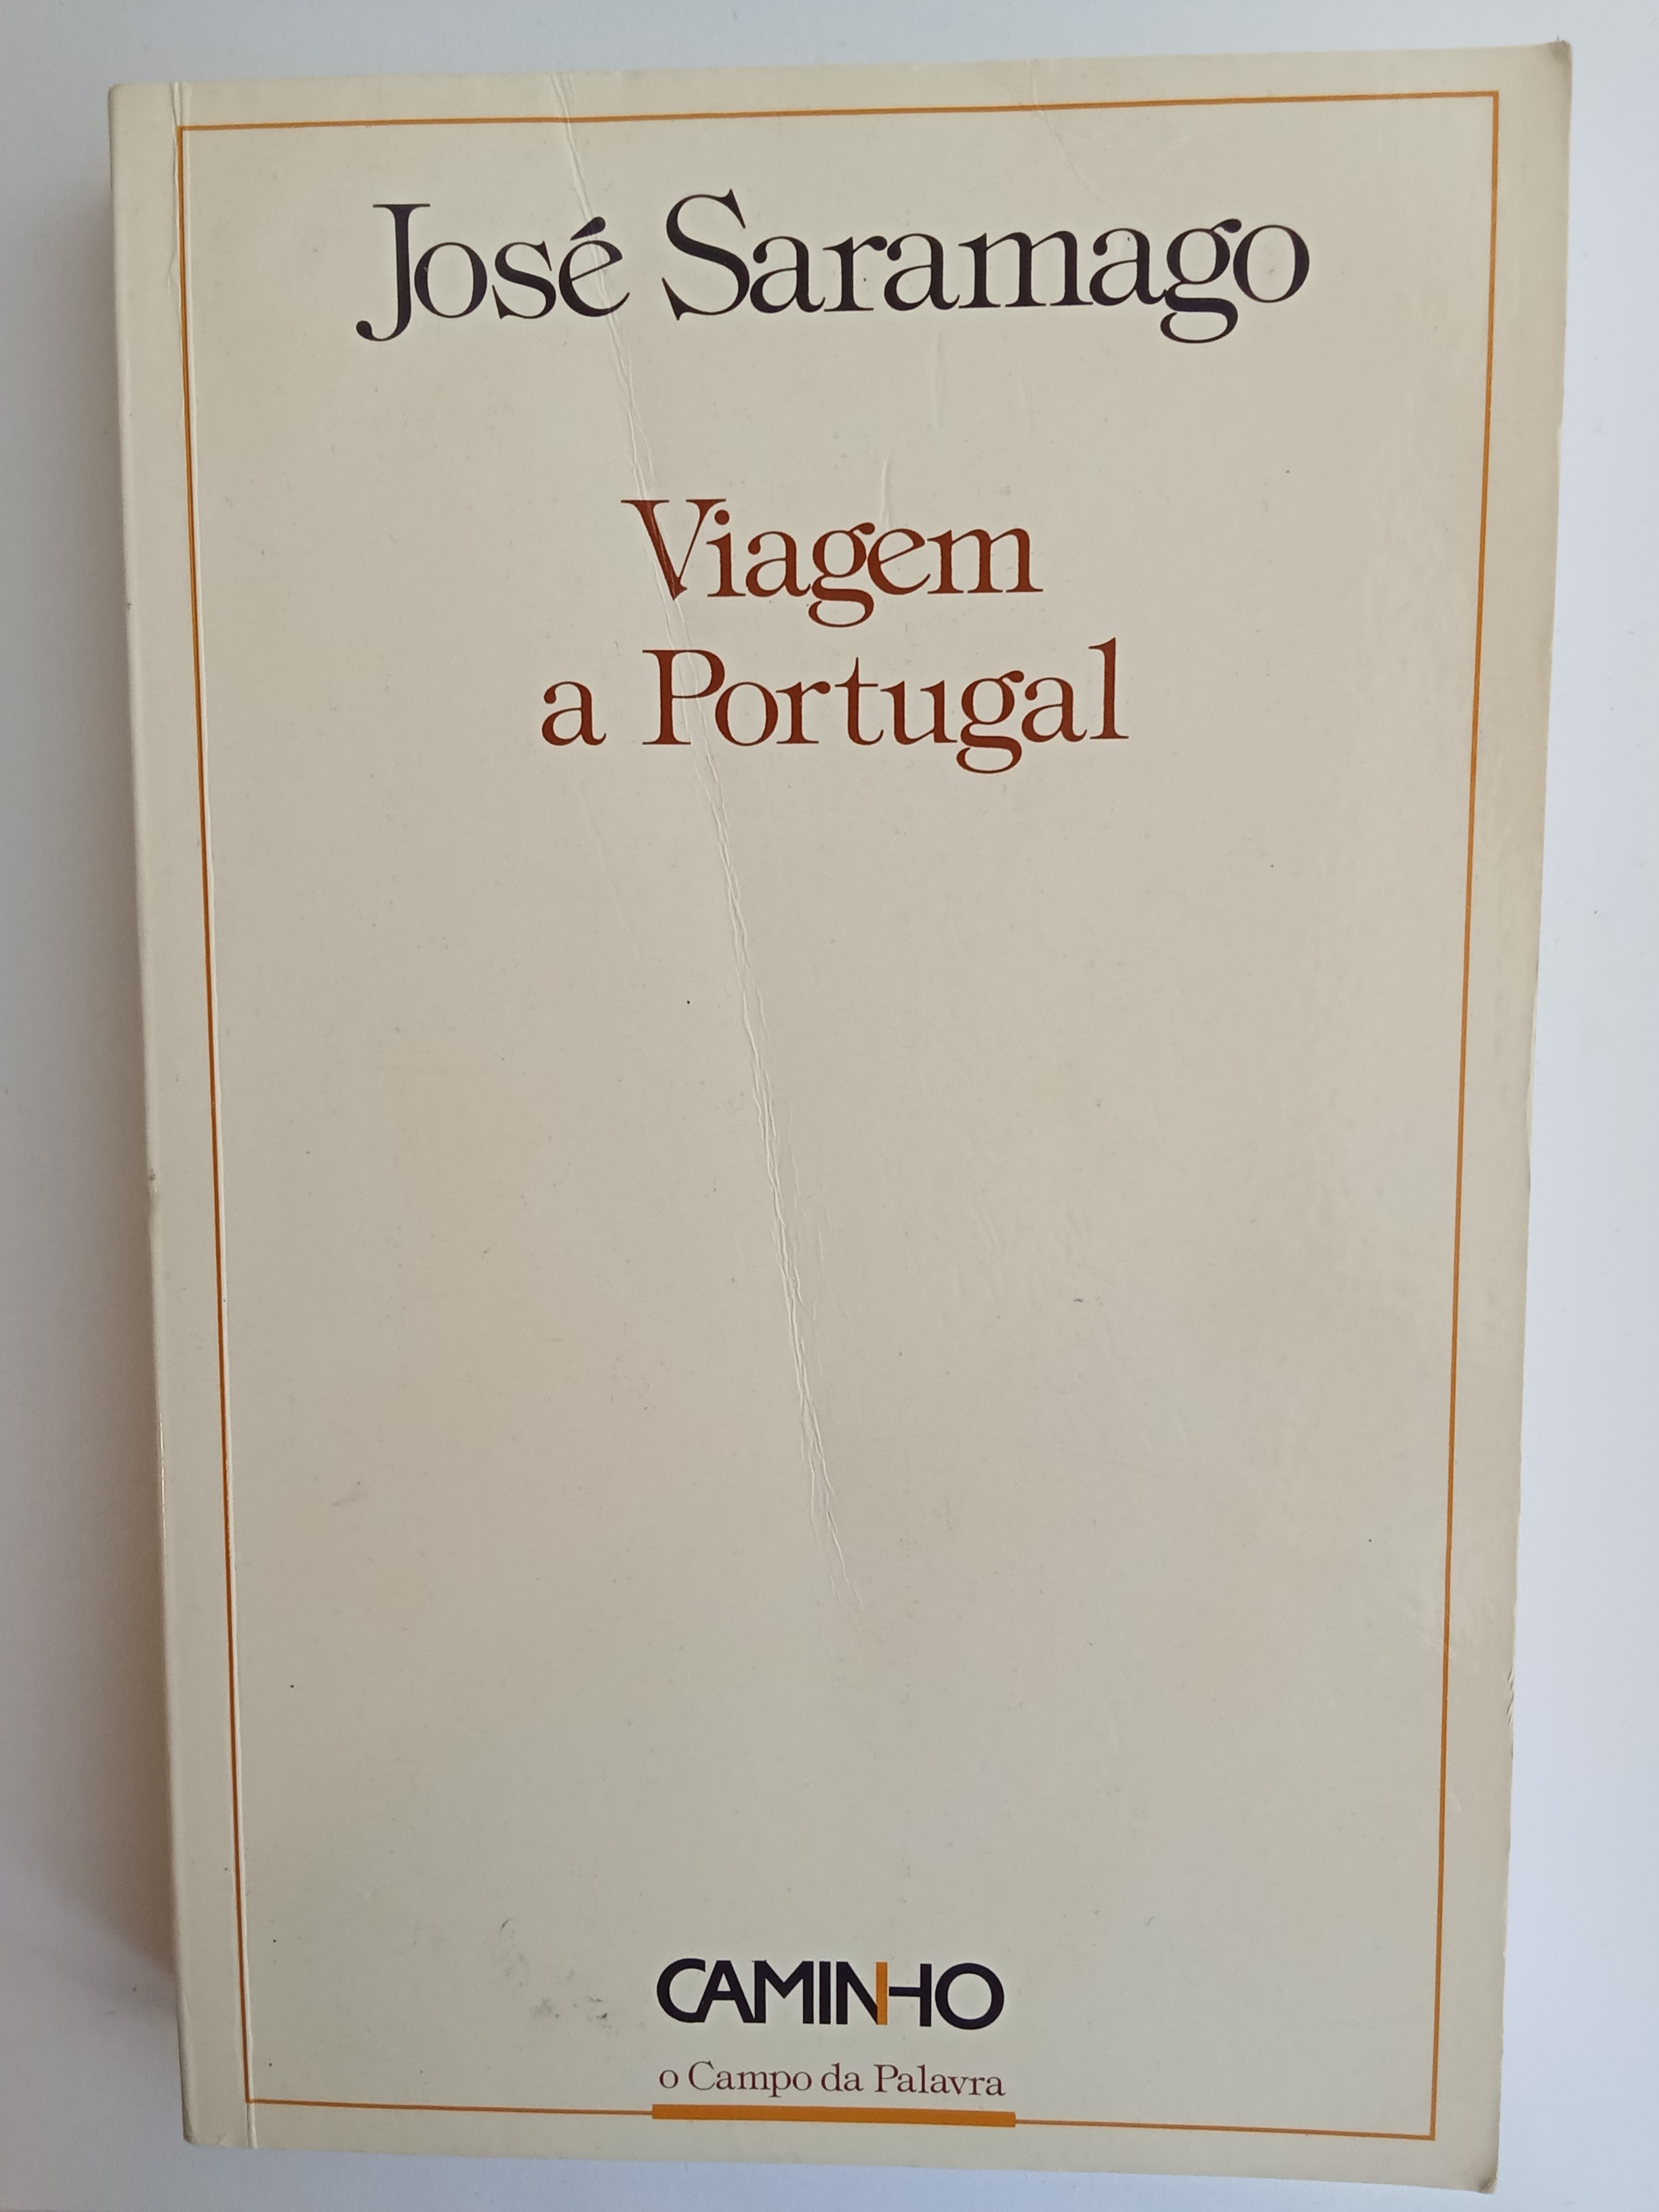 José Saramago
Viagem
a Portugal
CAMINHO
o Campo da Palavra